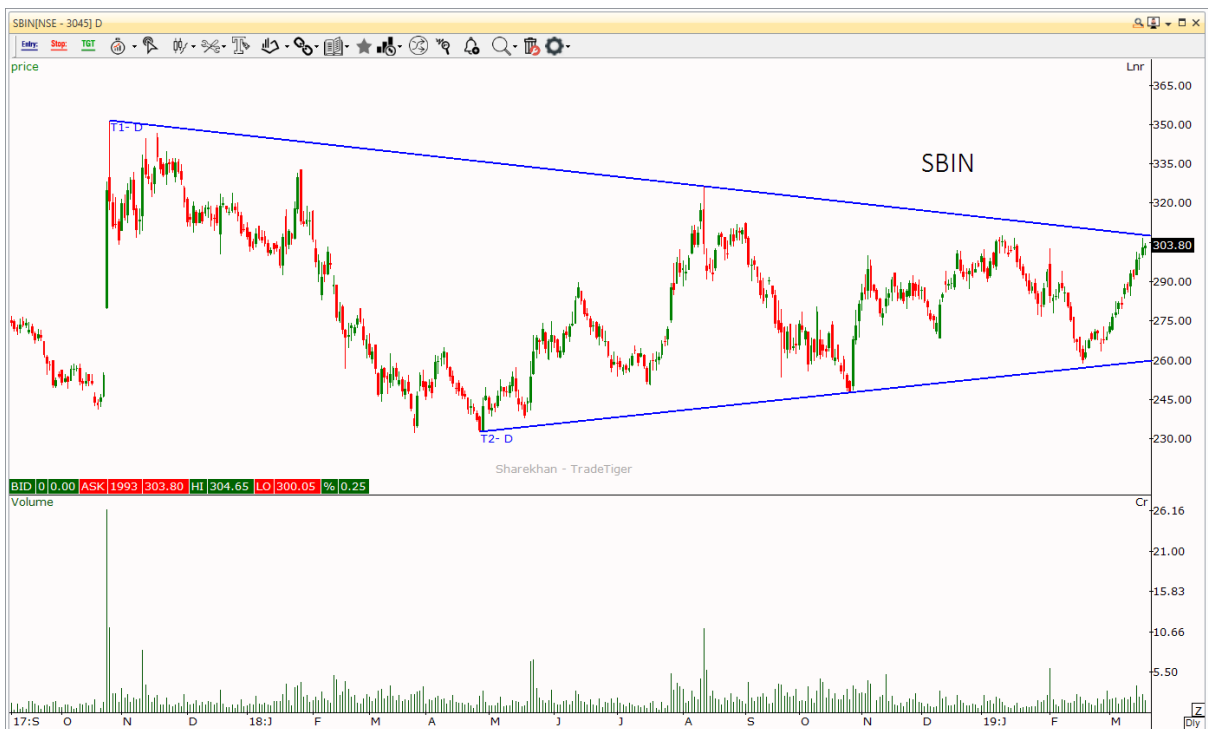 SBIN[NSE - 3045] D
Entry: Stop: TGT
price Lnr
365.00
T1- D
350.00
SBIN
335.00
320.00
303.80
290.00
275.00
260.00
245.00
T2- D
230.00
Sharekhan - TradeTiger
BID 0 0.00 ASK 1993 303.80 HI 304.65 LO 300.05 % 0.25
Volume Cr
26.16
21.00
15.83
10.66
5.50
Z
17:S O N D 18:J F M A M J J A S O N D 19:J F M Dly